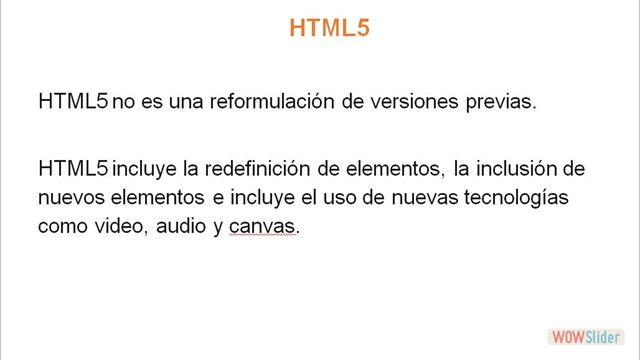 HTML5
HTML5 no es una reformulación de versiones previas.
HTML5 incluye la redefinición de elementos, la inclusión de
nuevos elementos e incluye el uso de nuevas tecnologías
como video, audio y canvas.
WOWSlider